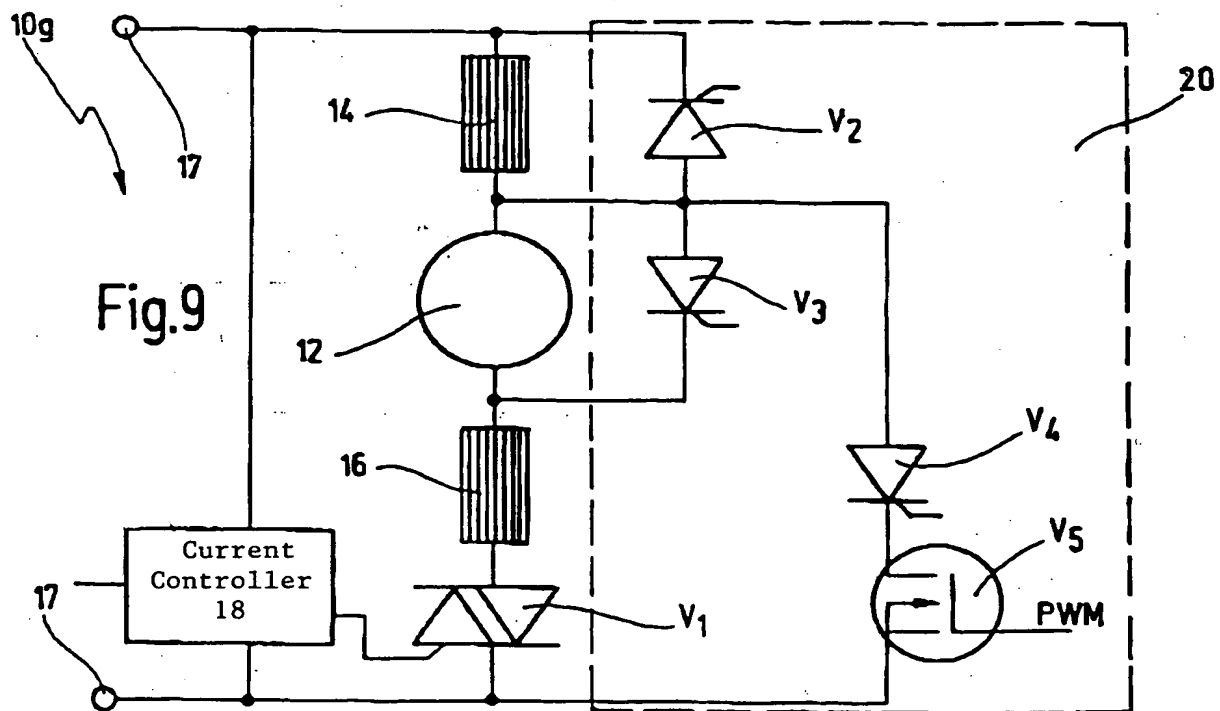 10g
17
14
V2
20
Fig.9
12
V3
16
V4
V5
Current
Controller
18
17
V1
PWM